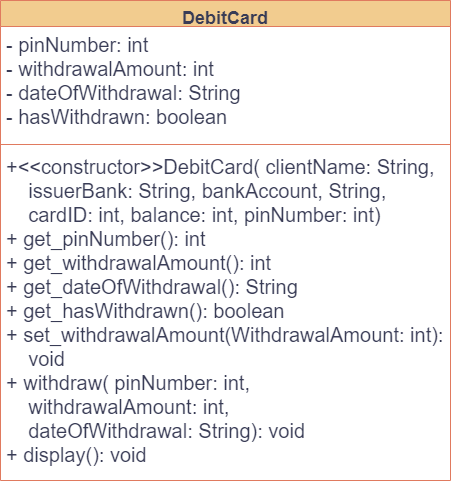 DebitCard
- pinNumber: int
- withdrawalAmount: int
- dateOfWithdrawal: String
- hasWithdrawn: boolean
+<<constructor>>DebitCard( clientName: String,
issuerBank: String, bankAccount, String,
cardID: int, balance: int, pinNumber: int)
+ get_pinNumber(): int
+ get_withdrawalAmount(): int
+ get_dateOfWithdrawal(): String
+ get_hasWithdrawn(): boolean
+ set_withdrawalAmount(WithdrawalAmount: int):
void
+ withdraw( pinNumber: int,
withdrawalAmount: int,
dateOfWithdrawal: String): void
+ display(): void